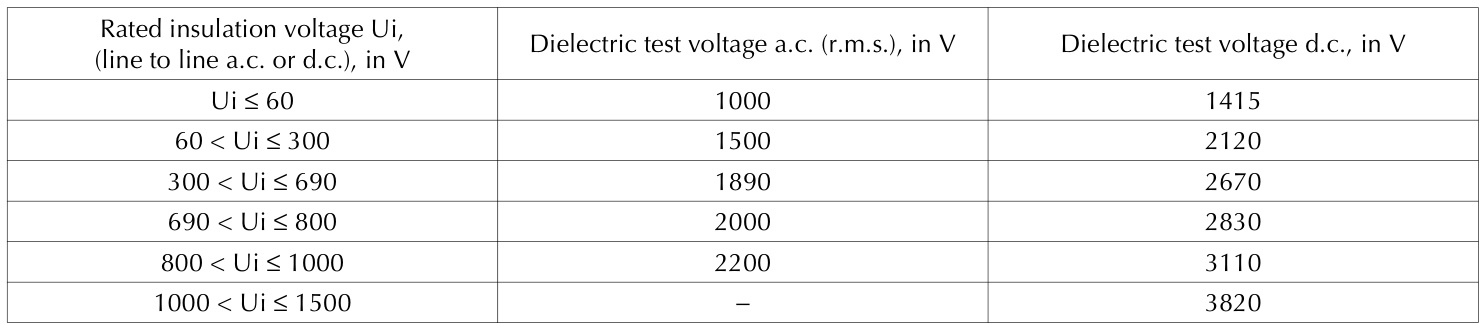 Rated insulation voltage Ui,
(line to line a.c. or d.c.), in V
Dielectric test voltage a.c. (r.m.s.), in V
Dielectric test voltage d.c., in V
Ui ≤ 60
1000
1415
60 < Ui ≤ 300
1500
2120
300 < Ui ≤ 690
1890
2670
690 < Ui ≤ 800
2000
2830
800 < Ui ≤ 1000
2200
3110
1000 < Ui ≤ 1500
–
3820